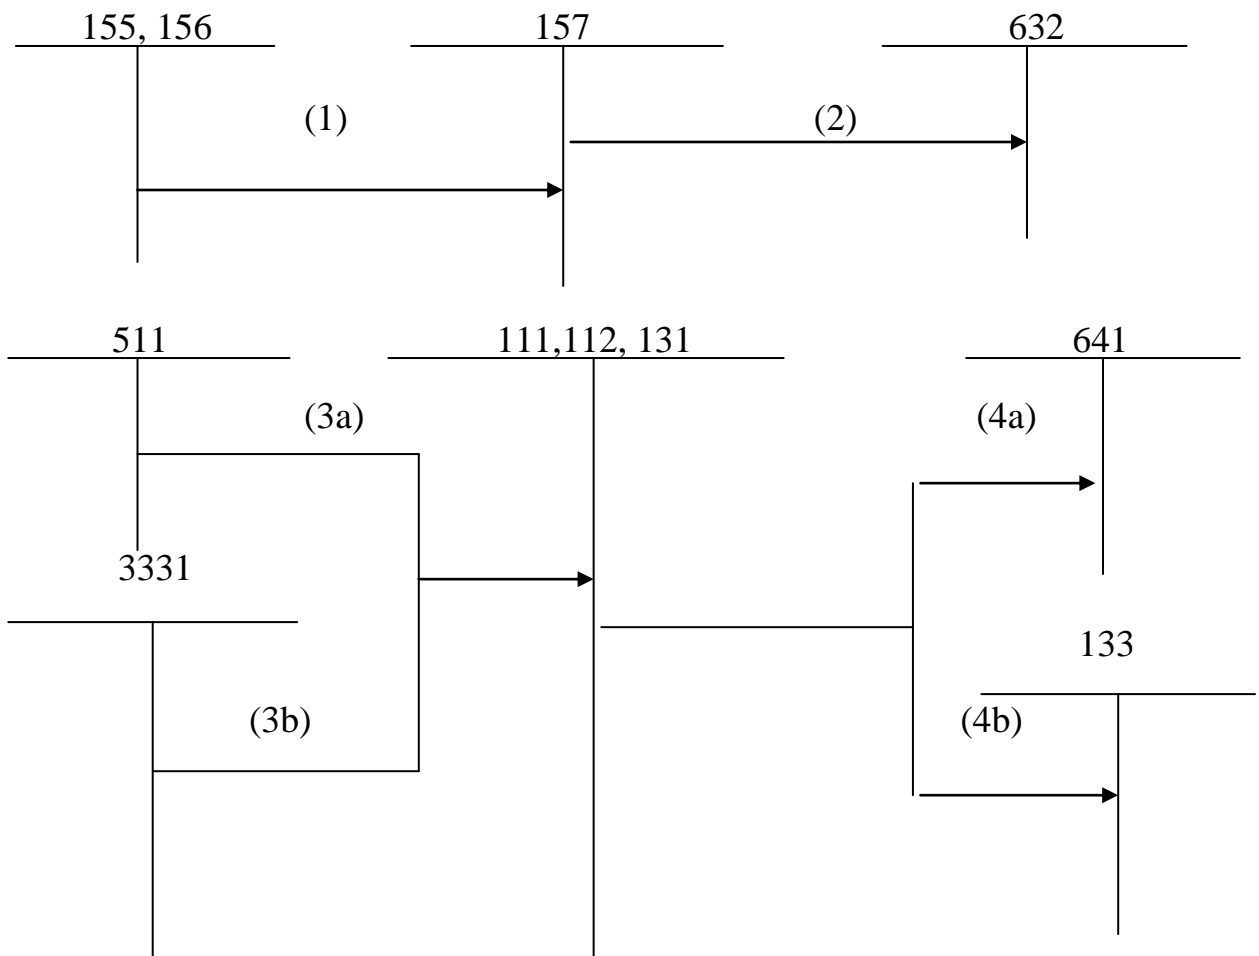 155, 156 157 632
(1) (2)
511 111,112, 131 641
(3a) (4a)
3331
133
(3b) (4b)